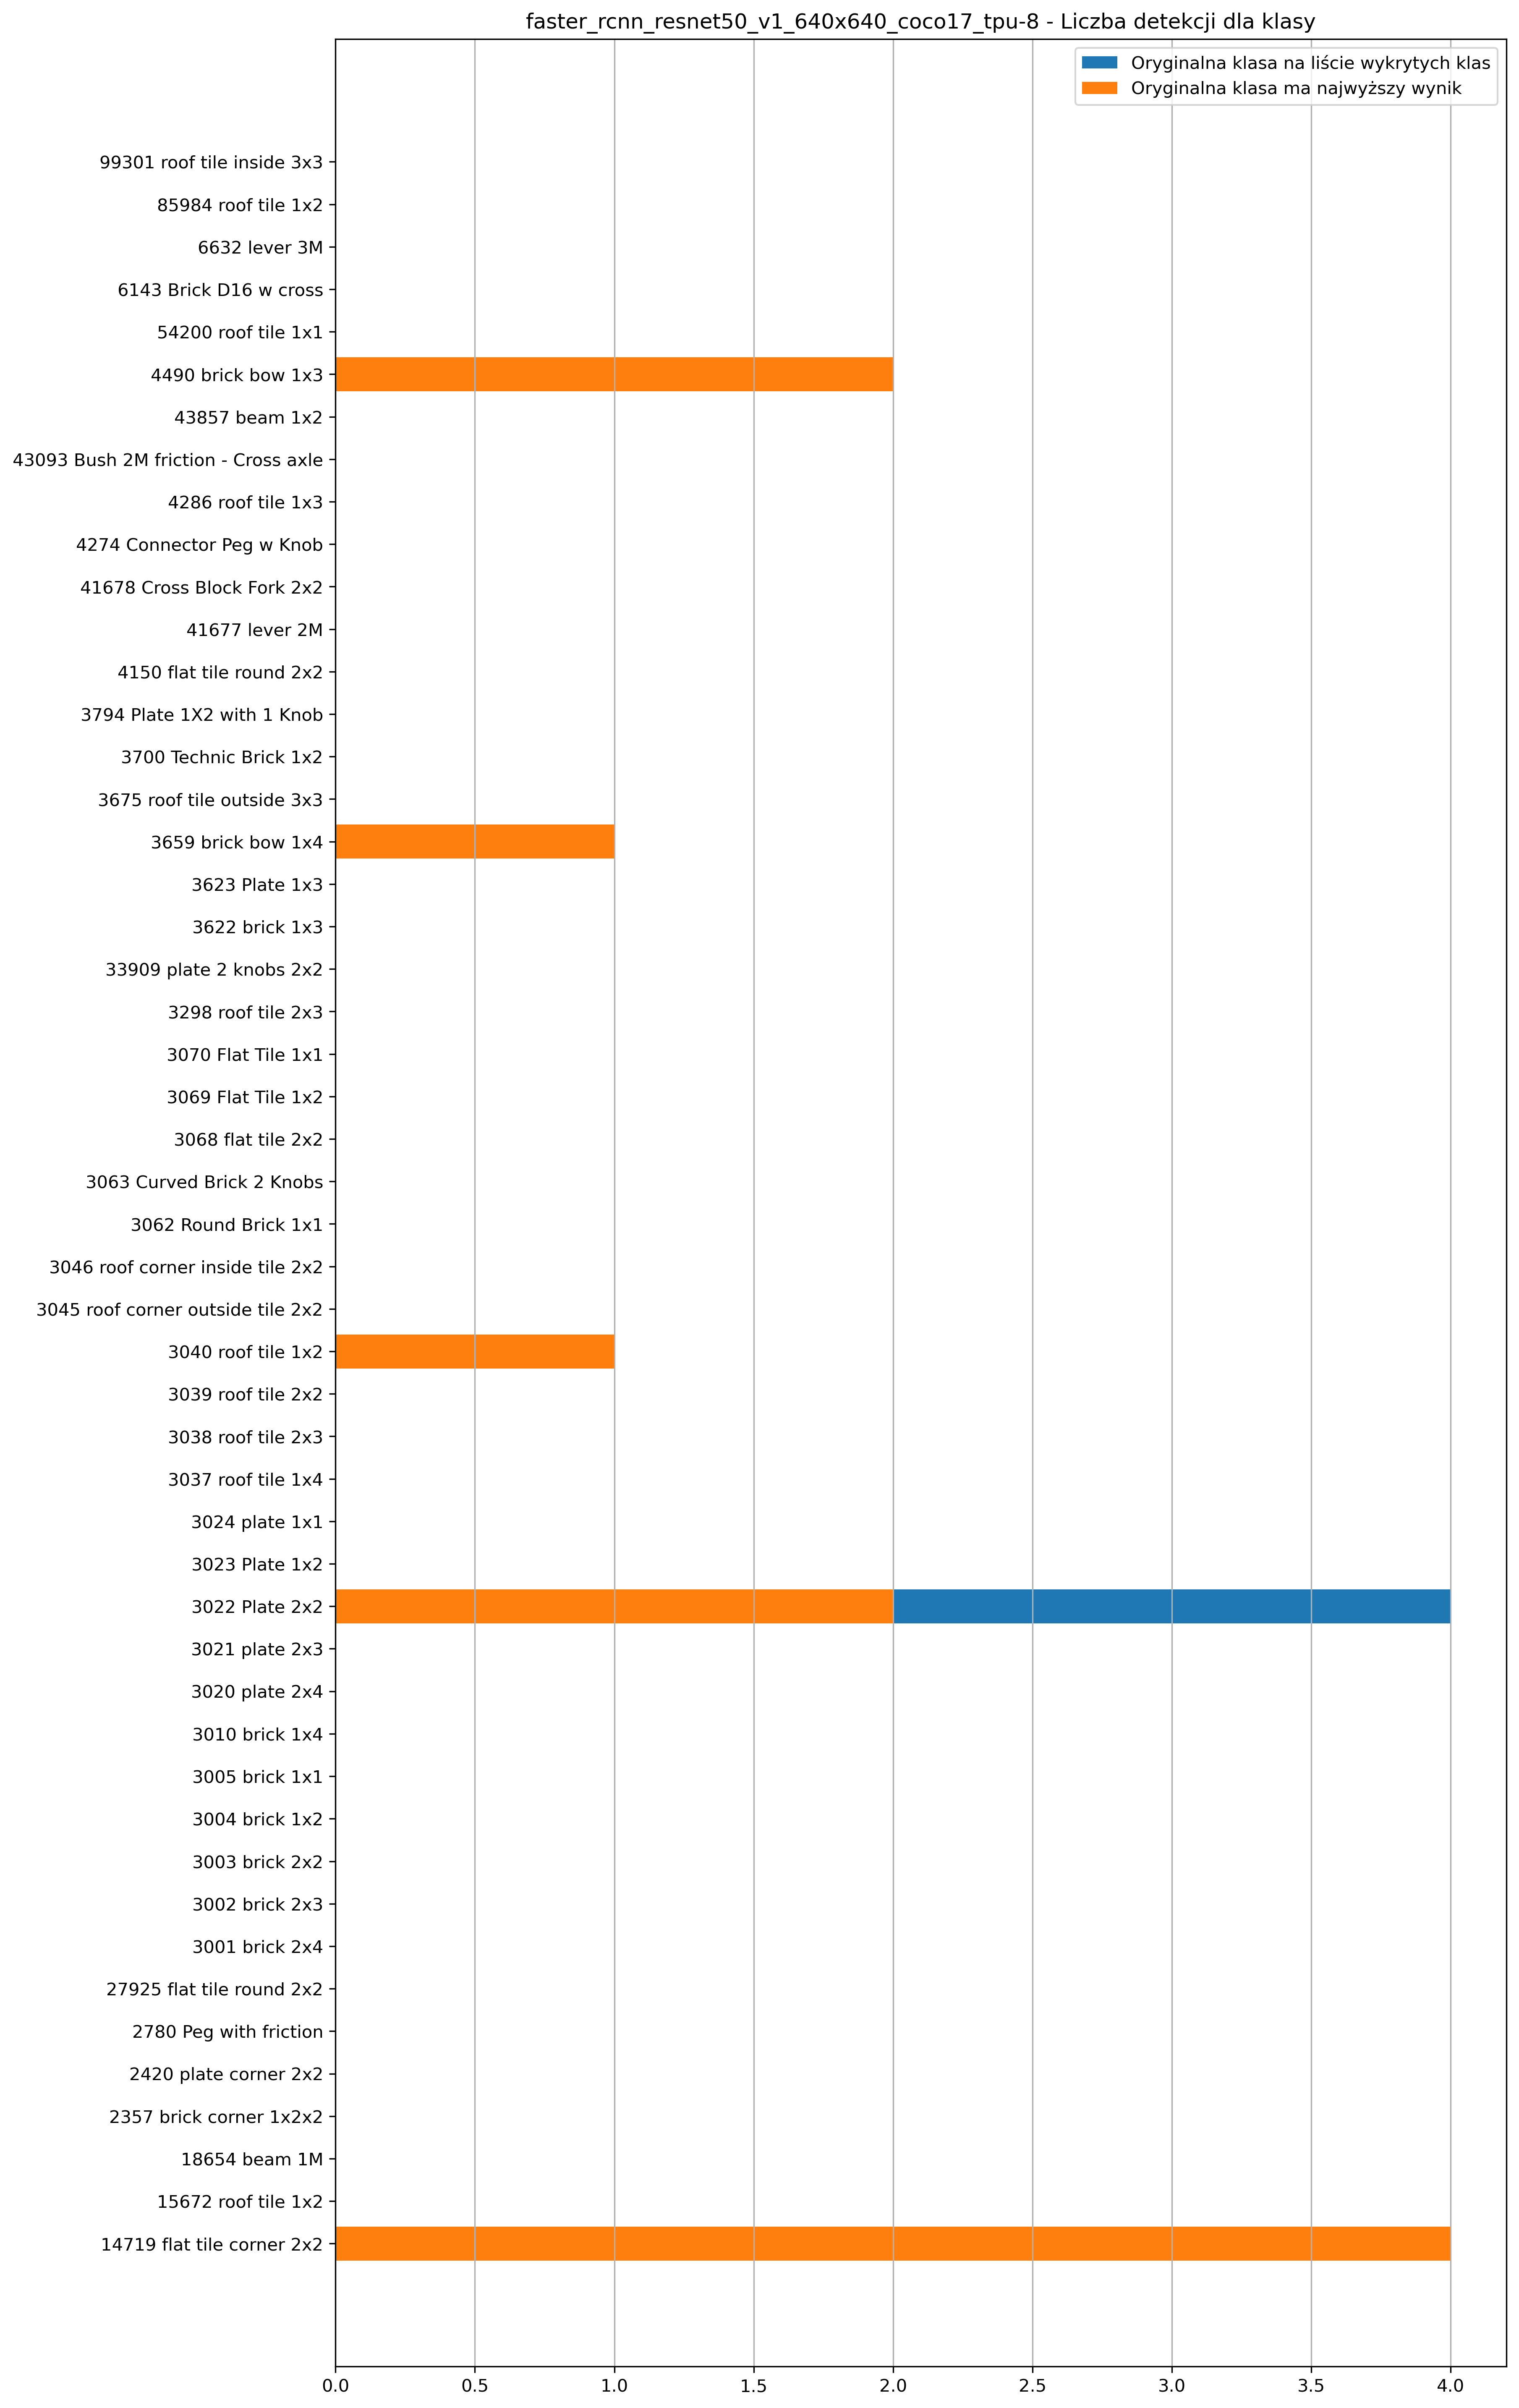 faster_rcnn_resnet50_v1_640x640_coco17_tpu-8 - Liczba detekcji dla klasy
Oryginalna klasa na liście wykrytych klas
Oryginalna klasa ma najwyższy wynik
99301 roof tile inside 3x3
85984 roof tile 1x2
6632 lever 3M
6143 Brick D16 w cross
54200 roof tile 1x1
4490 brick bow 1x3
43857 beam 1x2
43093 Bush 2M friction - Cross axle
4286 roof tile 1x3
4274 Connector Peg w Knob
41678 Cross Block Fork 2x2
41677 lever 2M
4150 flat tile round 2x2
3794 Plate 1X2 with 1 Knob
3700 Technic Brick 1x2
3675 roof tile outside 3x3
3659 brick bow 1x4
3623 Plate 1x3
3622 brick 1x3
33909 plate 2 knobs 2x2
3298 roof tile 2x3
3070 Flat Tile 1x1
3069 Flat Tile 1x2
3068 flat tile 2x2
3063 Curved Brick 2 Knobs
3062 Round Brick 1x1
3046 roof corner inside tile 2x2
3045 roof corner outside tile 2x2
3040 roof tile 1x2
3039 roof tile 2x2
3038 roof tile 2x3
3037 roof tile 1x4
3024 plate 1x1
3023 Plate 1x2
3022 Plate 2x2
3021 plate 2x3
3020 plate 2x4
3010 brick 1x4
3005 brick 1x1
3004 brick 1x2
3003 brick 2x2
3002 brick 2x3
3001 brick 2x4
27925 flat tile round 2x2
2780 Peg with friction
2420 plate corner 2x2
2357 brick corner 1x2x2
18654 beam 1M
15672 roof tile 1x2
14719 flat tile corner 2x2
0.0 0.5 1.0 1.5 2.0 2.5 3.0 3.5 4.0